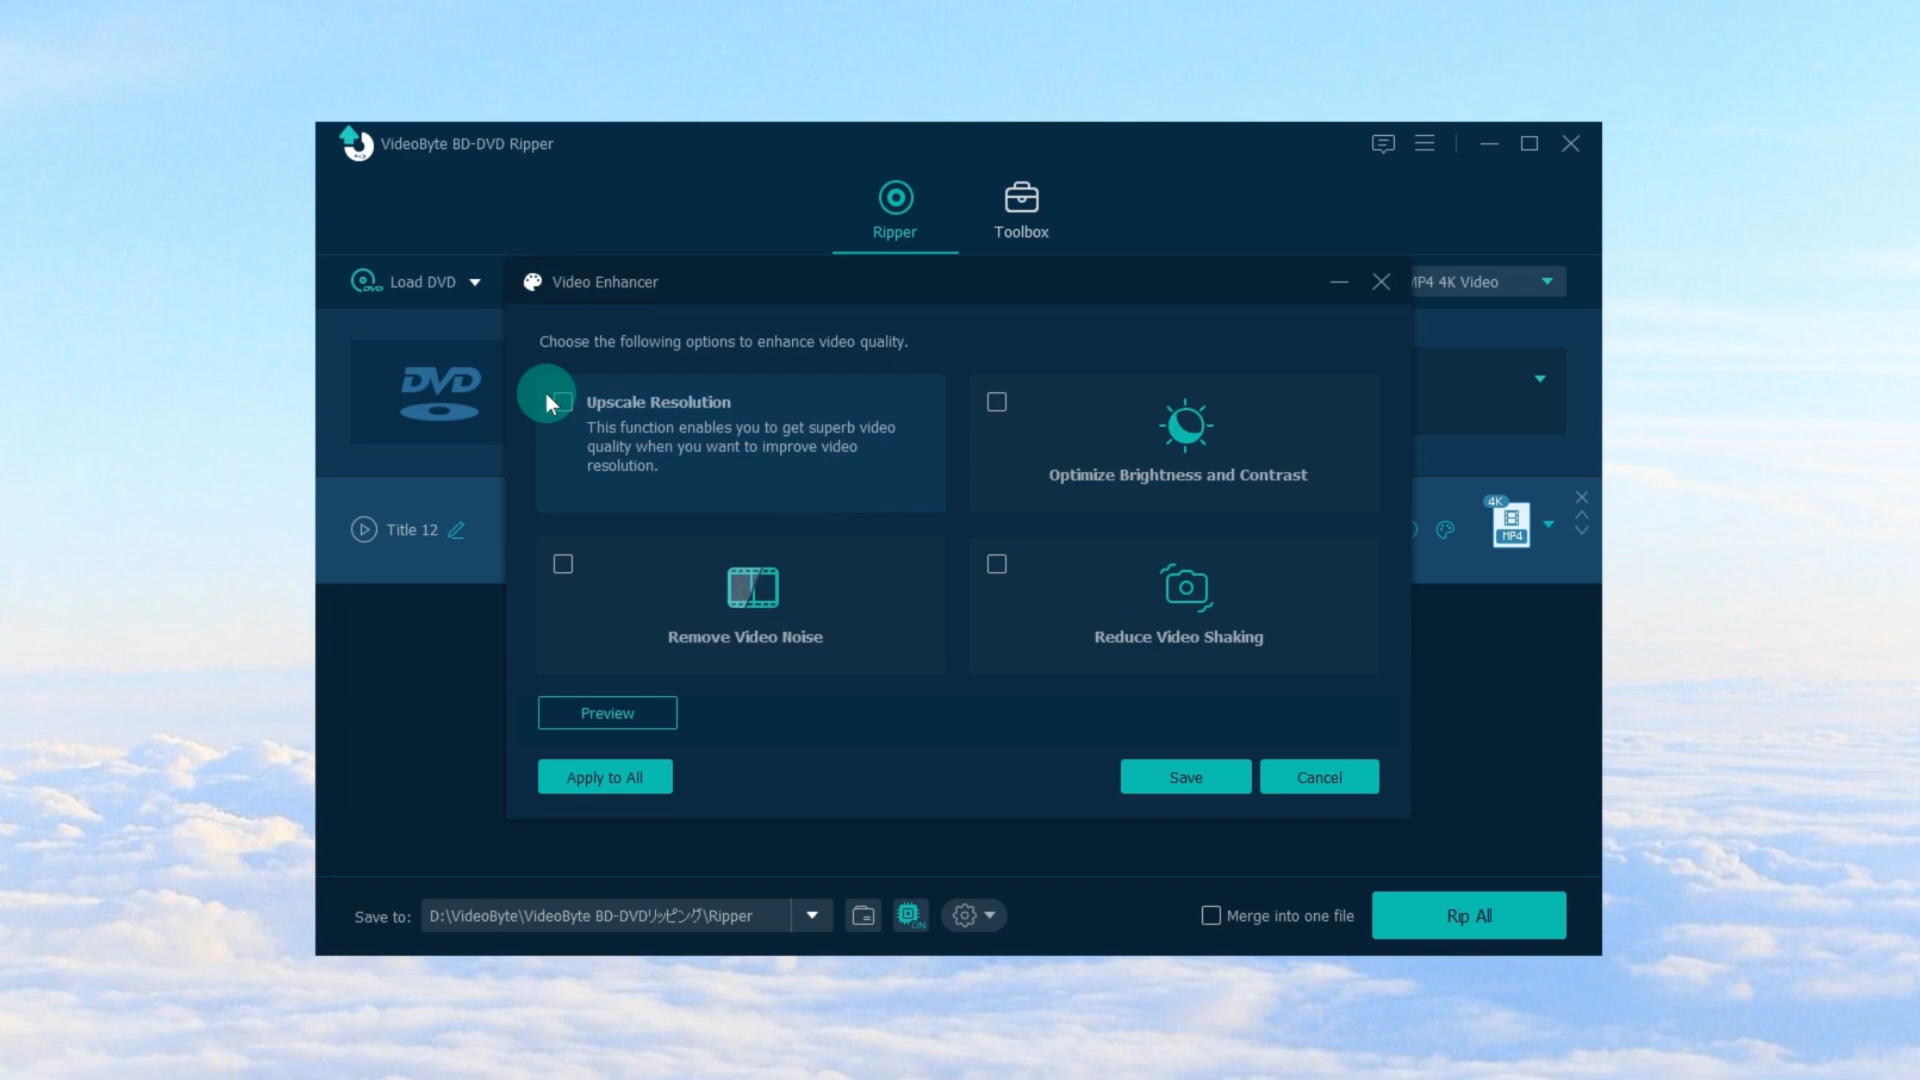 VideoByte BD-DVD Ripper
Ripper
Toolbox
Load DVD
Video Enhancer
MP4 4K Video
Choose the following options to enhance video quality.
DVD
Upscale Resolution
This function enables you to get superb video
quality when you want to improve video
resolution.
Optimize Brightness and Contrast
Title 12
4K
MP4
Remove Video Noise
Reduce Video Shaking
Preview
Apply to All
Save
Cancel
Save to:
D:\VideoByte\VideoByte BD-DVDリッピング\Ripper
ON
Merge into one file
Rip All